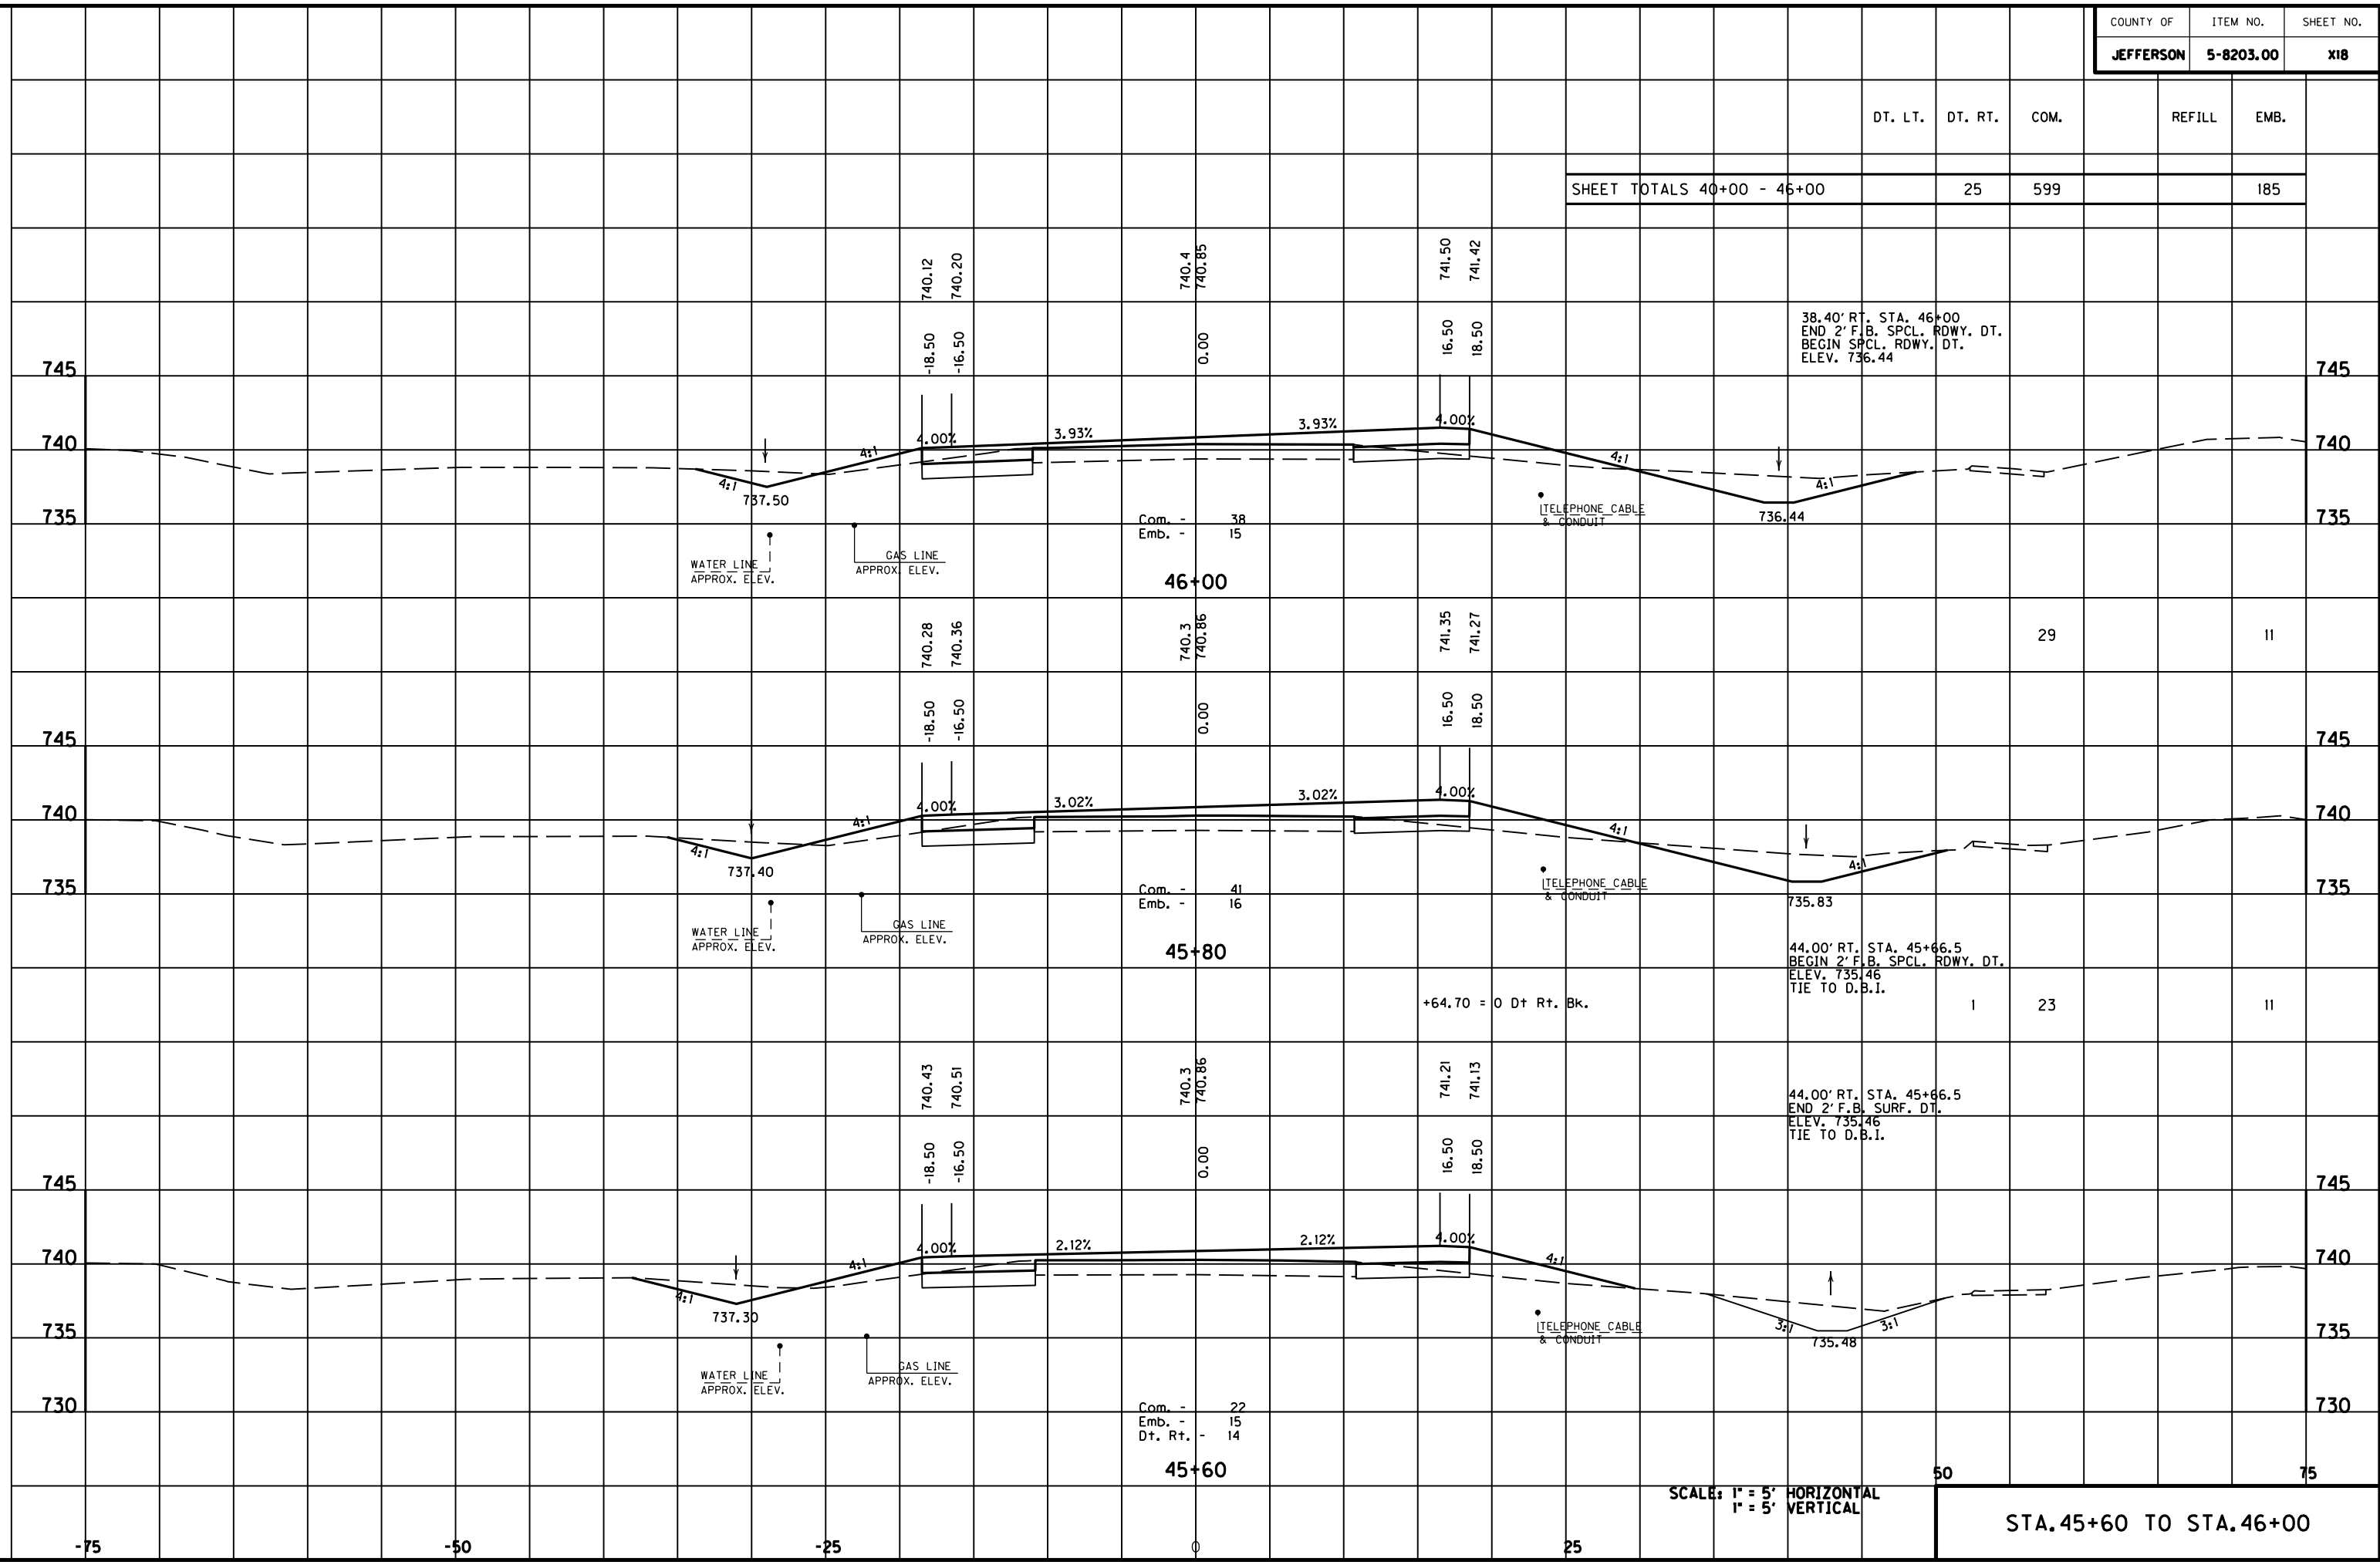 COUNTY OF ITEM NO. SHEET NO.
JEFFERSON 5-8203.00 X18
DT. LT. DT. RT. COM. REFILL EMB.
SHEET TOTALS 40+00 - 46+00 25 599 185
740.12 740.20 740.4 740.85 741.50 741.42
-18.50 -16.50 0.00 16.50 18.50
38.40' RT. STA. 46+00
END 2' F.B. SPCL. RDWY. DT.
BEGIN SPCL. RDWY. DT.
ELEV. 736.44
745 745
4.00% 3.93% 3.93% 4.00%
740 4:1 4:1 740
4:1 4:1
737.50 736.44
735 735
TELEPHONE CABLE
& CONDUIT
Com. - 38
Emb. - 15
GAS LINE
APPROX. ELEV.
WATER LINE
APPROX. ELEV.
46+00
29 11
740.28 740.36 740.3 740.86 741.35 741.27
-18.50 -16.50 0.00 16.50 18.50
745 745
4.00% 3.02% 3.02% 4.00%
740 4:1 4:1 740
4:1 4:1
737.40 735.83
735 735
TELEPHONE CABLE
& CONDUIT
Com. - 41
Emb. - 16
GAS LINE
APPROX. ELEV.
WATER LINE
APPROX. ELEV.
45+80
44.00' RT. STA. 45+66.5
BEGIN 2' F.B. SPCL. RDWY. DT.
ELEV. 735.46
TIE TO D.B.I.
+64.70 = 0 Dt Rt. Bk. 1 23 11
740.43 740.51 740.3 740.86 741.21 741.13
44.00' RT. STA. 45+66.5
END 2' F.B. SURF. DT.
ELEV. 735.46
TIE TO D.B.I.
-18.50 -16.50 0.00 16.50 18.50
745 745
4.00% 2.12% 2.12% 4.00%
740 4:1 4:1 740
4:1 3:1 3:1
737.30 735.48
735 735
TELEPHONE CABLE
& CONDUIT
GAS LINE
APPROX. ELEV.
WATER LINE
APPROX. ELEV.
730 730
Com. - 22
Emb. - 15
Dt. Rt. - 14
45+60
50 75
SCALE: 1" = 5' HORIZONTAL
1" = 5' VERTICAL
STA.45+60 TO STA.46+00
-75 -50 -25 0 25